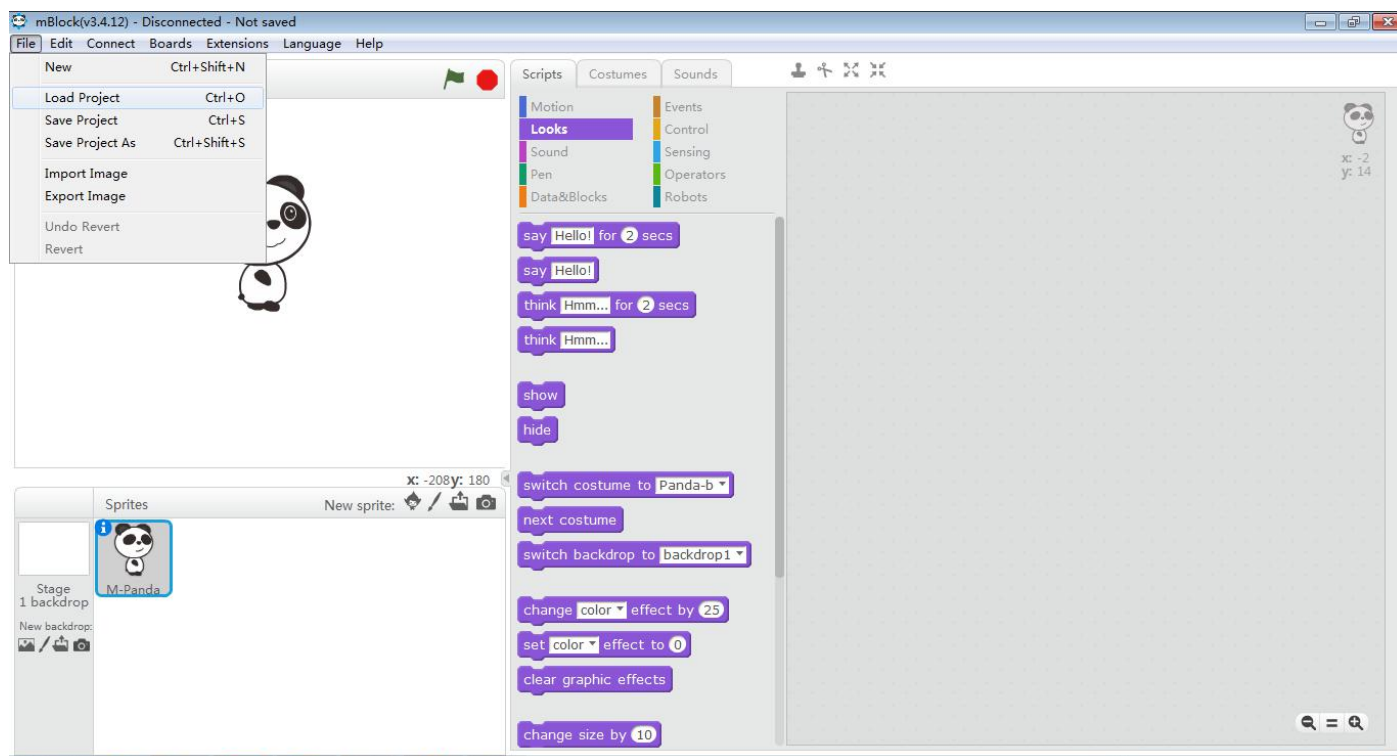 mBlock(v3.4.12) - Disconnected - Not saved
File Edit Connect Boards Extensions Language Help
New Ctrl+Shift+N
Load Project Ctrl+O
Save Project Ctrl+S
Save Project As Ctrl+Shift+S
Import Image
Export Image
Undo Revert
Revert
x: -208 y: 180
Sprites New sprite:
M-Panda
Stage
1 backdrop
New backdrop:
Scripts Costumes Sounds
Motion Events
Looks Control
Sound Sensing
Pen Operators
Data&Blocks Robots
say Hello! for 2 secs
say Hello!
think Hmm... for 2 secs
think Hmm...
show
hide
switch costume to Panda-b
next costume
switch backdrop to backdrop1
change color effect by 25
set color effect to 0
clear graphic effects
change size by 10
x: -2
y: 14